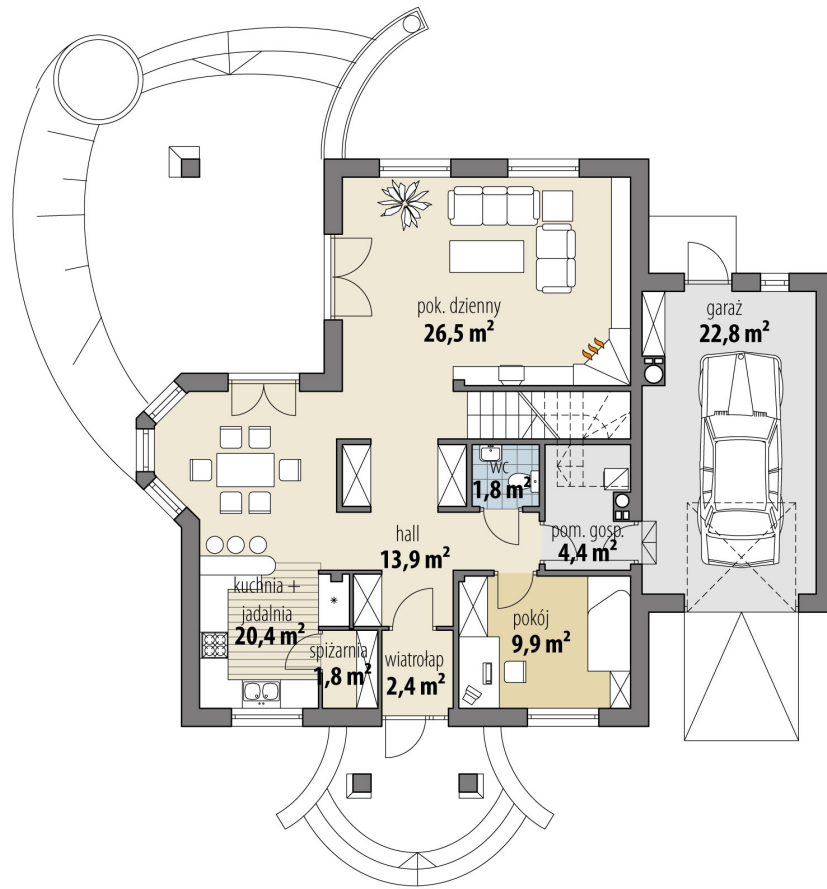 pok. dzienny
26,5 m²
garaż
22,8 m²
wc
1,8 m²
hall
13,9 m²
pom. gosp.
4,4 m²
kuchnia +
jadalnia
20,4 m²
spiżarnia
1,8 m²
wiatrołap
2,4 m²
pokój
9,9 m²